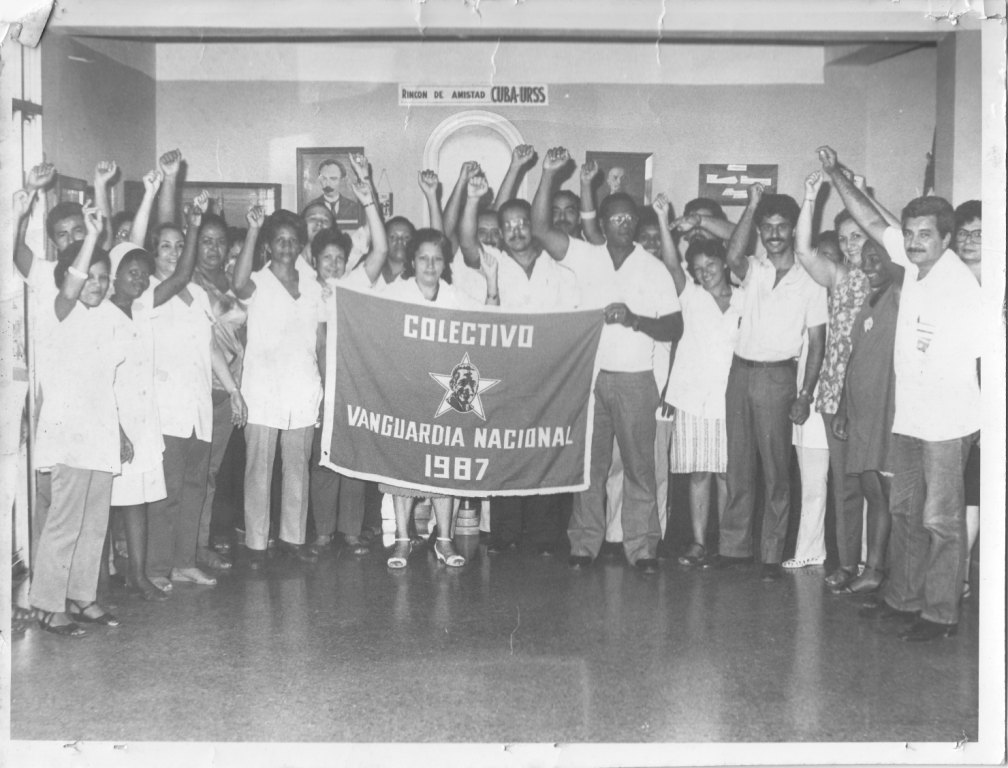 RINCON DE AMISTAD CUBA-URSS
COLECTIVO
VANGUARDIA NACIONAL
1987